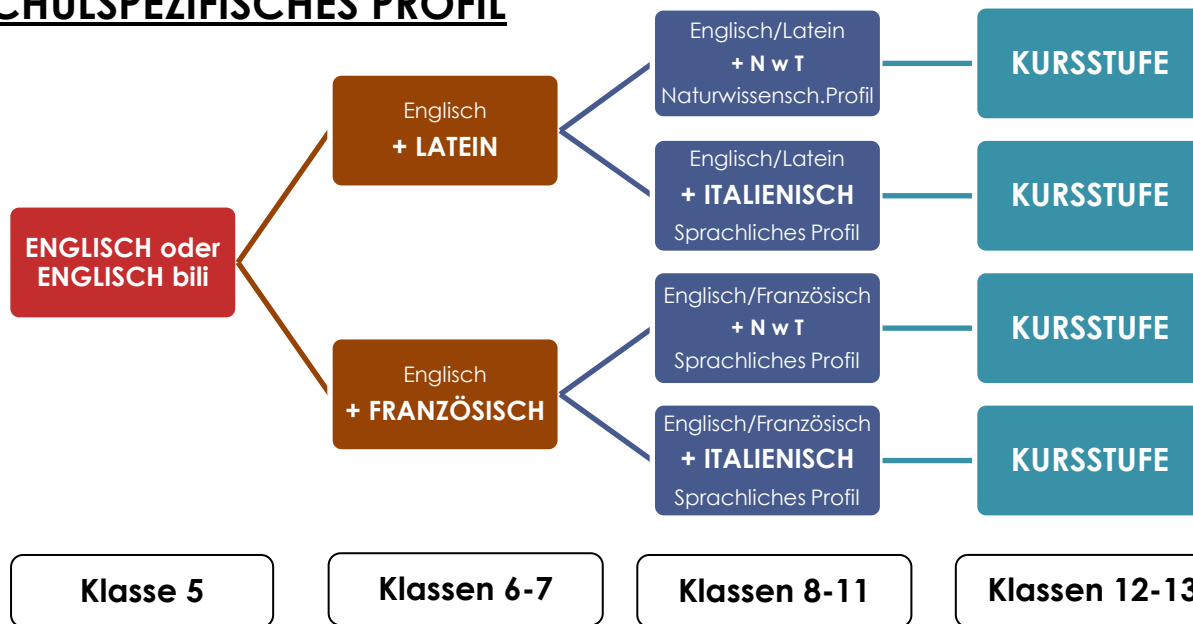 CHULSPEZIFISCHES PROFIL
ENGLISCH oder
ENGLISCH bili
Englisch
+ LATEIN
Englisch
+ FRANZÖSISCH
Englisch/Latein
+ N w T
Naturwissensch.Profil
Englisch/Latein
+ ITALIENISCH
Sprachliches Profil
Englisch/Französisch
+ N w T
Sprachliches Profil
Englisch/Französisch
+ ITALIENISCH
Sprachliches Profil
KURSSTUFE
KURSSTUFE
KURSSTUFE
KURSSTUFE
Klasse 5
Klassen 6-7
Klassen 8-11
Klassen 12-13